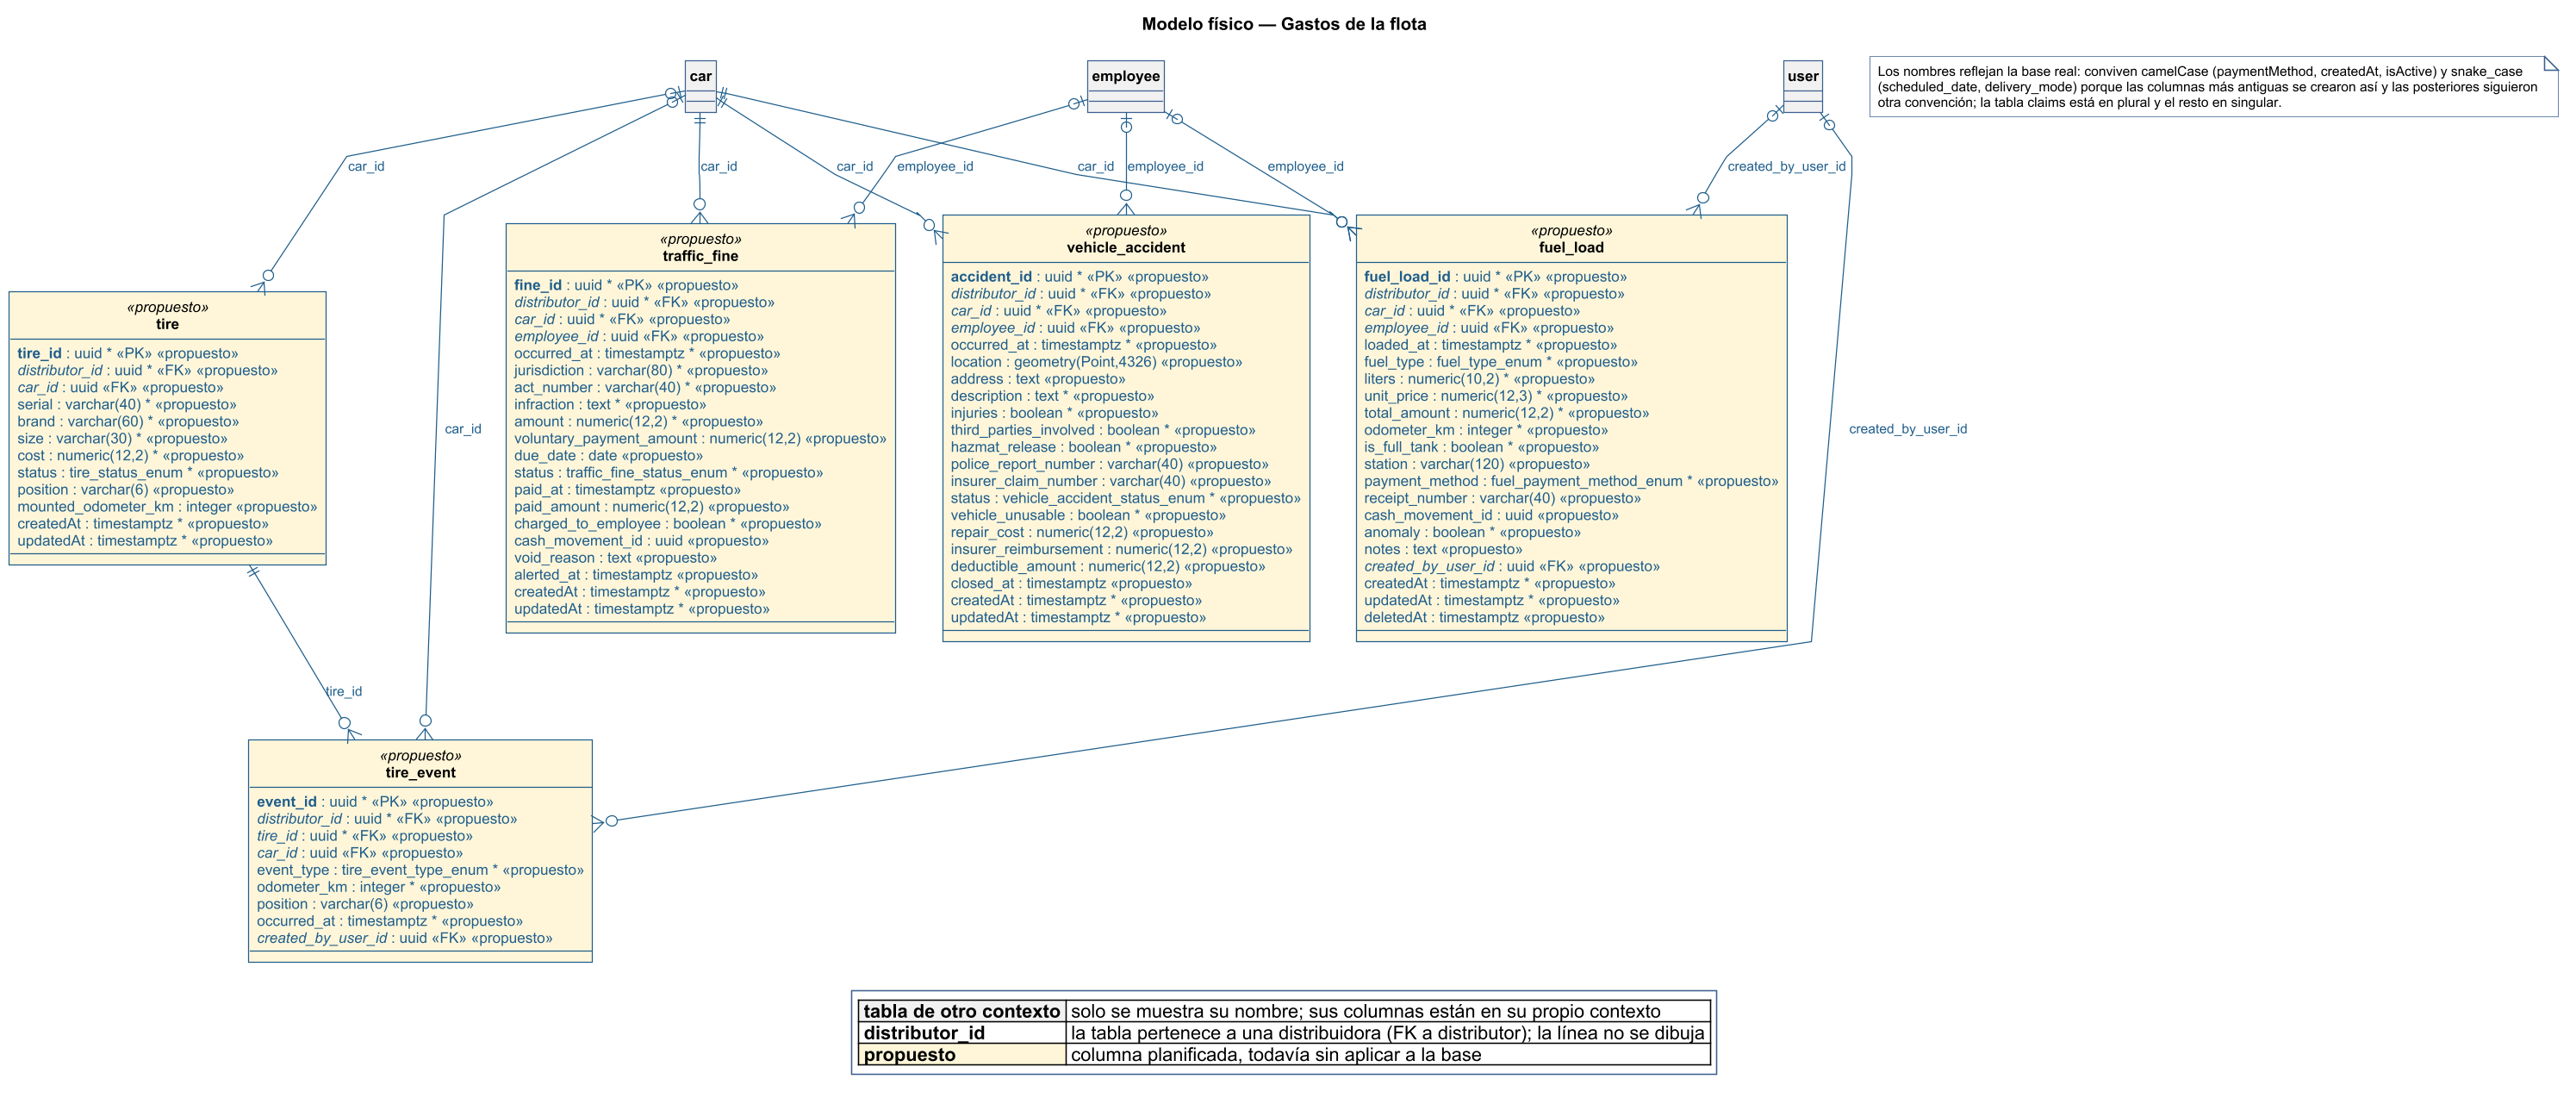 Modelo físico — Gastos de la flota
car
employee
user
Los nombres reflejan la base real: conviven camelCase (paymentMethod, createdAt, isActive) y snake_case
(scheduled_date, delivery_mode) porque las columnas más antiguas se crearon así y las posteriores siguieron
otra convención; la tabla claims está en plural y el resto en singular.
car_id
car_id
car_id
employee_id
car_id
employee_id
employee_id
created_by_user_id
car_id
created_by_user_id
«propuesto»
tire
tire_id : uuid * «PK» «propuesto»
distributor_id : uuid * «FK» «propuesto»
car_id : uuid «FK» «propuesto»
serial : varchar(40) * «propuesto»
brand : varchar(60) * «propuesto»
size : varchar(30) * «propuesto»
cost : numeric(12,2) * «propuesto»
status : tire_status_enum * «propuesto»
position : varchar(6) «propuesto»
mounted_odometer_km : integer «propuesto»
createdAt : timestamptz * «propuesto»
updatedAt : timestamptz * «propuesto»
«propuesto»
traffic_fine
fine_id : uuid * «PK» «propuesto»
distributor_id : uuid * «FK» «propuesto»
car_id : uuid * «FK» «propuesto»
employee_id : uuid «FK» «propuesto»
occurred_at : timestamptz * «propuesto»
jurisdiction : varchar(80) * «propuesto»
act_number : varchar(40) * «propuesto»
infraction : text * «propuesto»
amount : numeric(12,2) * «propuesto»
voluntary_payment_amount : numeric(12,2) «propuesto»
due_date : date «propuesto»
status : traffic_fine_status_enum * «propuesto»
paid_at : timestamptz «propuesto»
paid_amount : numeric(12,2) «propuesto»
charged_to_employee : boolean * «propuesto»
cash_movement_id : uuid «propuesto»
void_reason : text «propuesto»
alerted_at : timestamptz «propuesto»
createdAt : timestamptz * «propuesto»
updatedAt : timestamptz * «propuesto»
«propuesto»
vehicle_accident
accident_id : uuid * «PK» «propuesto»
distributor_id : uuid * «FK» «propuesto»
car_id : uuid * «FK» «propuesto»
employee_id : uuid «FK» «propuesto»
occurred_at : timestamptz * «propuesto»
location : geometry(Point,4326) «propuesto»
address : text «propuesto»
description : text * «propuesto»
injuries : boolean * «propuesto»
third_parties_involved : boolean * «propuesto»
hazmat_release : boolean * «propuesto»
police_report_number : varchar(40) «propuesto»
insurer_claim_number : varchar(40) «propuesto»
status : vehicle_accident_status_enum * «propuesto»
vehicle_unusable : boolean * «propuesto»
repair_cost : numeric(12,2) «propuesto»
insurer_reimbursement : numeric(12,2) «propuesto»
deductible_amount : numeric(12,2) «propuesto»
closed_at : timestamptz «propuesto»
createdAt : timestamptz * «propuesto»
updatedAt : timestamptz * «propuesto»
«propuesto»
fuel_load
fuel_load_id : uuid * «PK» «propuesto»
distributor_id : uuid * «FK» «propuesto»
car_id : uuid * «FK» «propuesto»
employee_id : uuid «FK» «propuesto»
loaded_at : timestamptz * «propuesto»
fuel_type : fuel_type_enum * «propuesto»
liters : numeric(10,2) * «propuesto»
unit_price : numeric(12,3) * «propuesto»
total_amount : numeric(12,2) * «propuesto»
odometer_km : integer * «propuesto»
is_full_tank : boolean * «propuesto»
station : varchar(120) «propuesto»
payment_method : fuel_payment_method_enum * «propuesto»
receipt_number : varchar(40) «propuesto»
cash_movement_id : uuid «propuesto»
anomaly : boolean * «propuesto»
notes : text «propuesto»
created_by_user_id : uuid «FK» «propuesto»
createdAt : timestamptz * «propuesto»
updatedAt : timestamptz * «propuesto»
deletedAt : timestamptz «propuesto»
tire_id
«propuesto»
tire_event
event_id : uuid * «PK» «propuesto»
distributor_id : uuid * «FK» «propuesto»
tire_id : uuid * «FK» «propuesto»
car_id : uuid «FK» «propuesto»
event_type : tire_event_type_enum * «propuesto»
odometer_km : integer * «propuesto»
position : varchar(6) «propuesto»
occurred_at : timestamptz * «propuesto»
created_by_user_id : uuid «FK» «propuesto»
tabla de otro contexto solo se muestra su nombre; sus columnas están en su propio contexto
distributor_id la tabla pertenece a una distribuidora (FK a distributor); la línea no se dibuja
propuesto columna planificada, todavía sin aplicar a la base